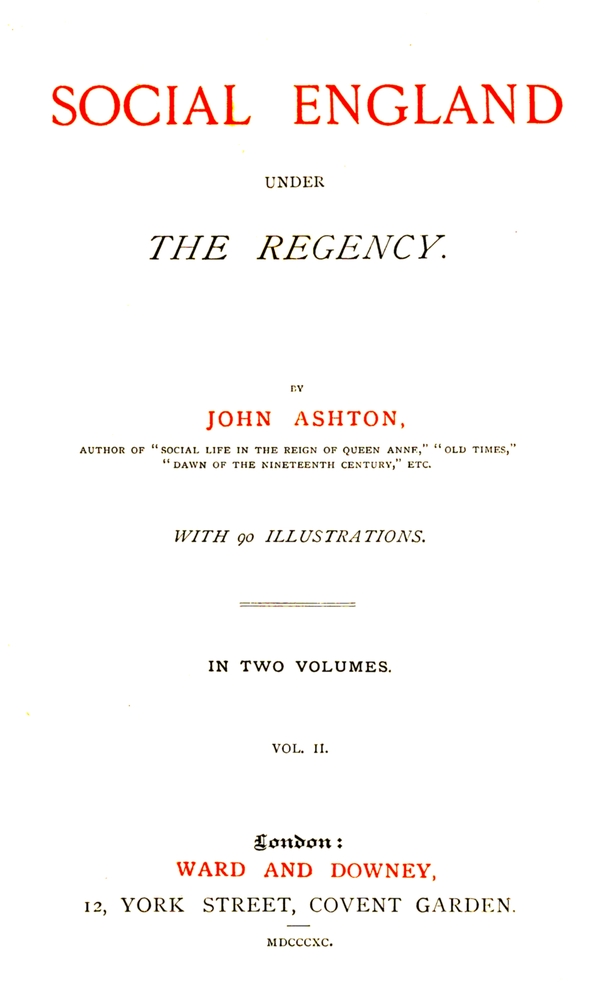 SOCIAL ENGLAND
UNDER
THE REGENCY.
BY
JOHN ASHTON,
AUTHOR OF "SOCIAL LIFE IN THE REIGN OF QUEEN ANNE," "OLD TIMES,"
"DAWN OF THE NINETEENTH CENTURY," ETC.
WITH 90 ILLUSTRATIONS.
IN TWO VOLUMES.
VOL. II.
London:
WARD AND DOWNEY,
12, YORK STREET, COVENT GARDEN.
MDCCCXC.